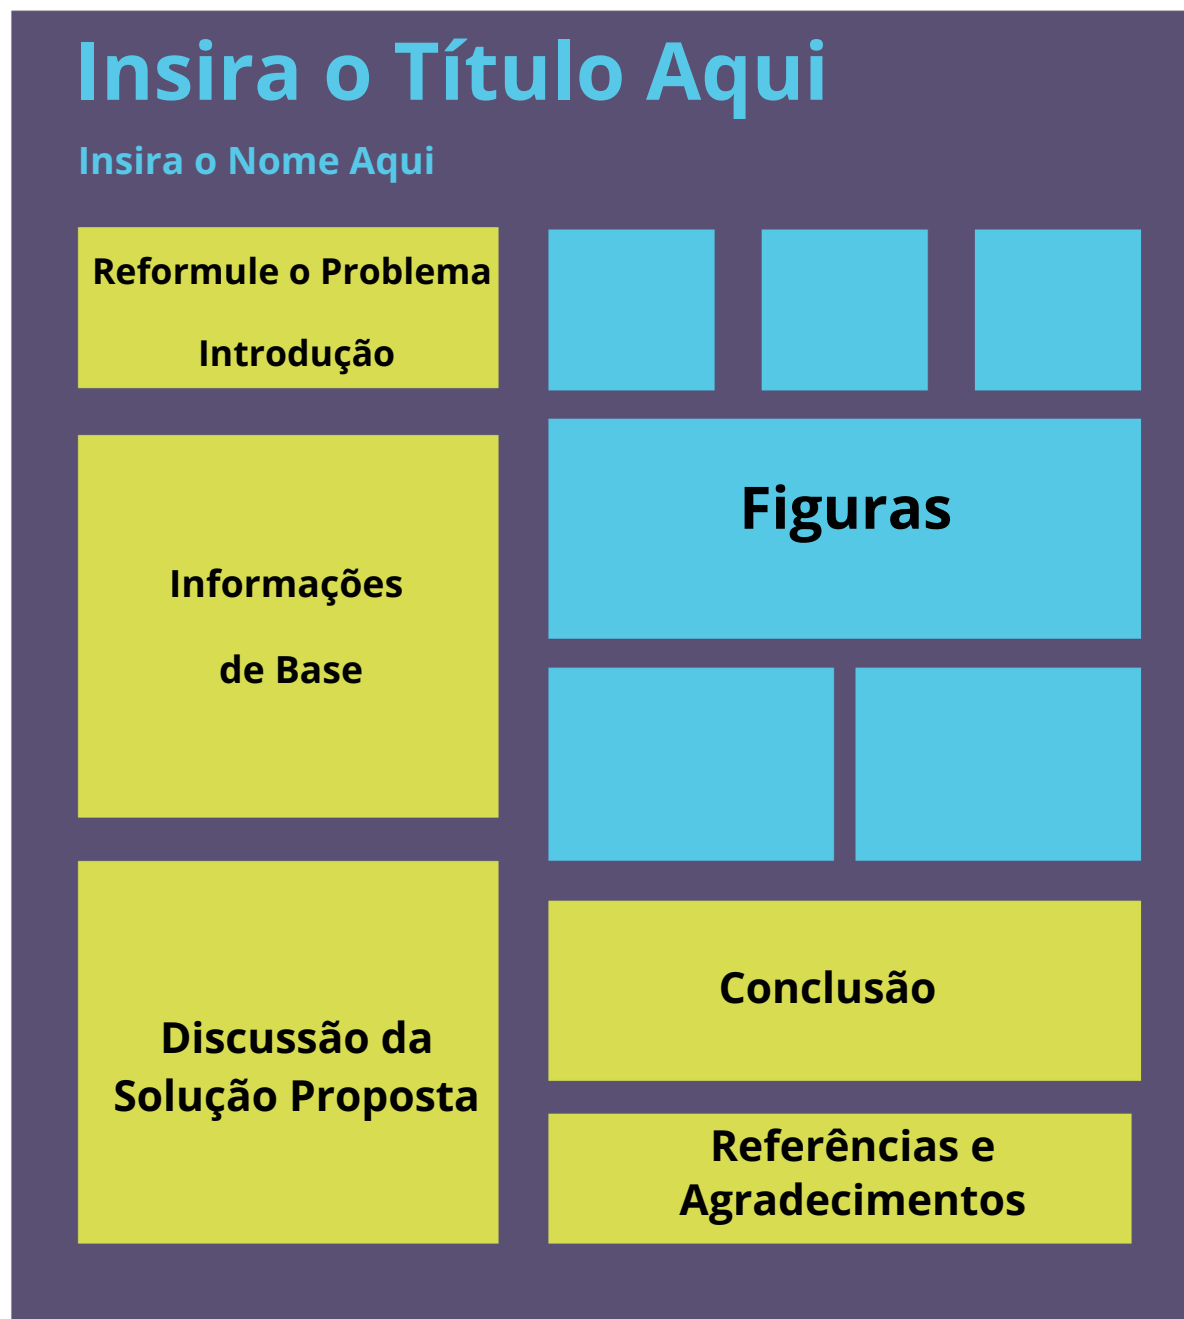 Insira o Título Aqui
Insira o Nome Aqui
Reformule o Problema
Introdução
Informações
de Base
Discussão da
Solução Proposta
Figuras
Conclusão
Referências e
Agradecimentos